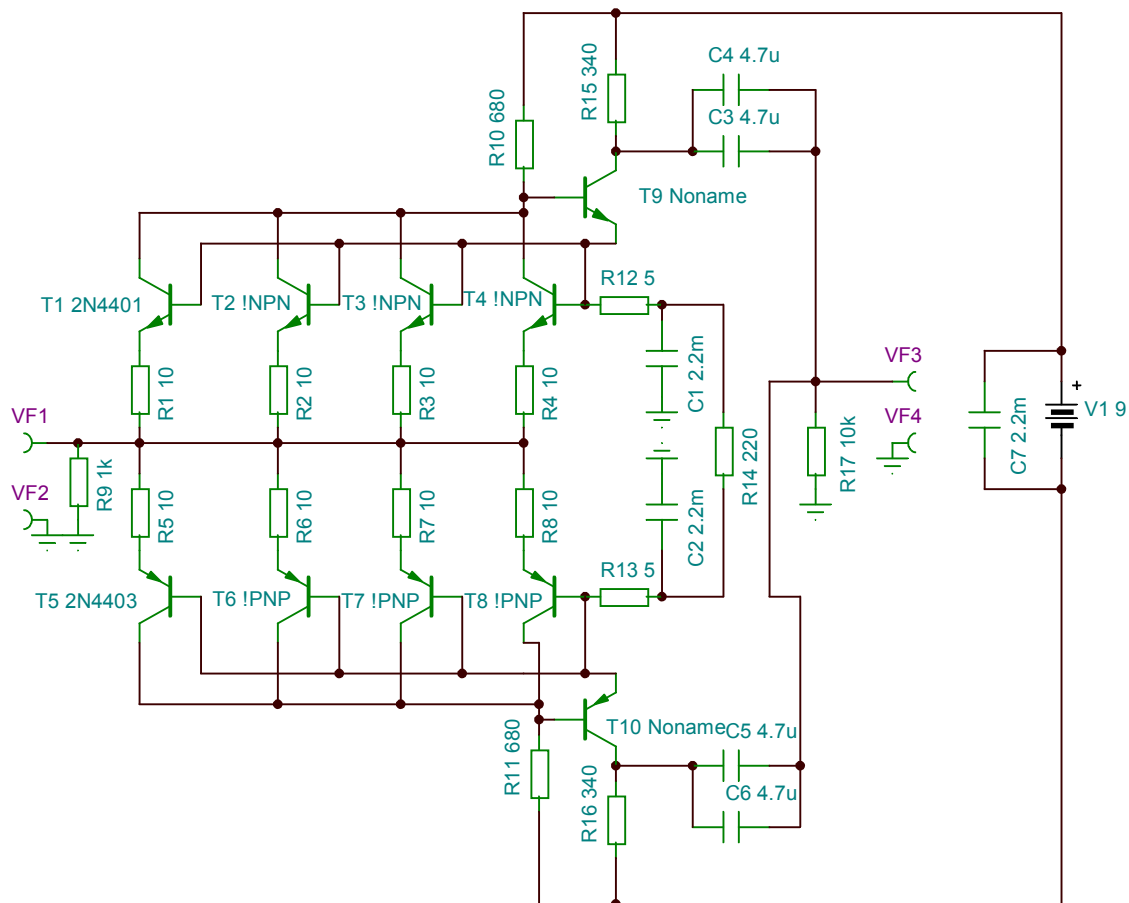 C4 4.7u
R15 340
C3 4.7u
R10 680
T9 Noname
R12 5
T1 2N4401
T2 !NPN
T3 !NPN
T4 !NPN
C1 2.2m
R1 10
R2 10
R3 10
R4 10
VF1
VF3
VF4
+
V1 9
C7 2.2m
R14 220
R17 10k
R9 1k
VF2
R5 10
R6 10
R7 10
R8 10
C2 2.2m
R13 5
T5 2N4403
T6 !PNP
T7 !PNP
T8 !PNP
T10 Noname
C5 4.7u
R11 680
R16 340
C6 4.7u